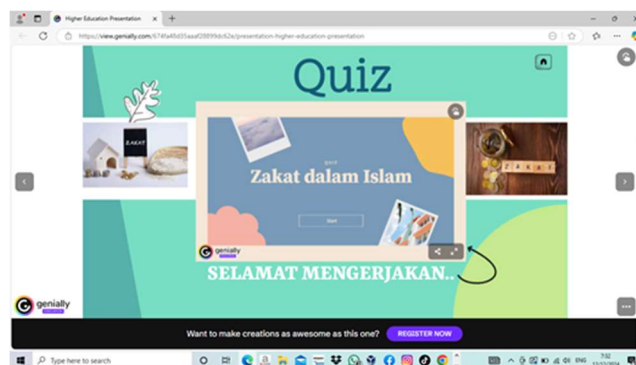 Higher Education Presentation
https://view.genially.com/674fa40d35aaaf28899dc62e/presentation-higher-education-presentation
Quiz
ZAKAT
QUIZ
Zakat dalam Islam
ZAKAT
genially
SELAMAT MENGERJAKAN..
genially
Want to make creations as awesome as this one?
REGISTER NOW
Type here to search
ENG
7:02